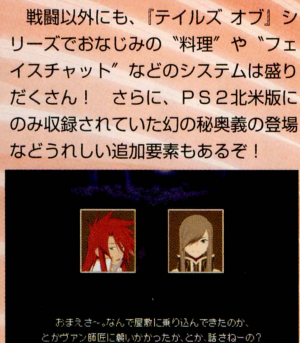 戦闘以外にも、『テイルズ オブ』シ
リーズでおなじみの〝料理〟や〝フェ
イスチャット〟などのシステムは盛り
だくさん！　さらに、ＰＳ２北米版に
のみ収録されていた幻の秘奥義の登場
などうれしい追加要素もあるぞ！
おまえさ～。なんで屋敷に乗り込んできたのか、
とかヴァン師匠に襲いかかったか、とか、話さねーの？